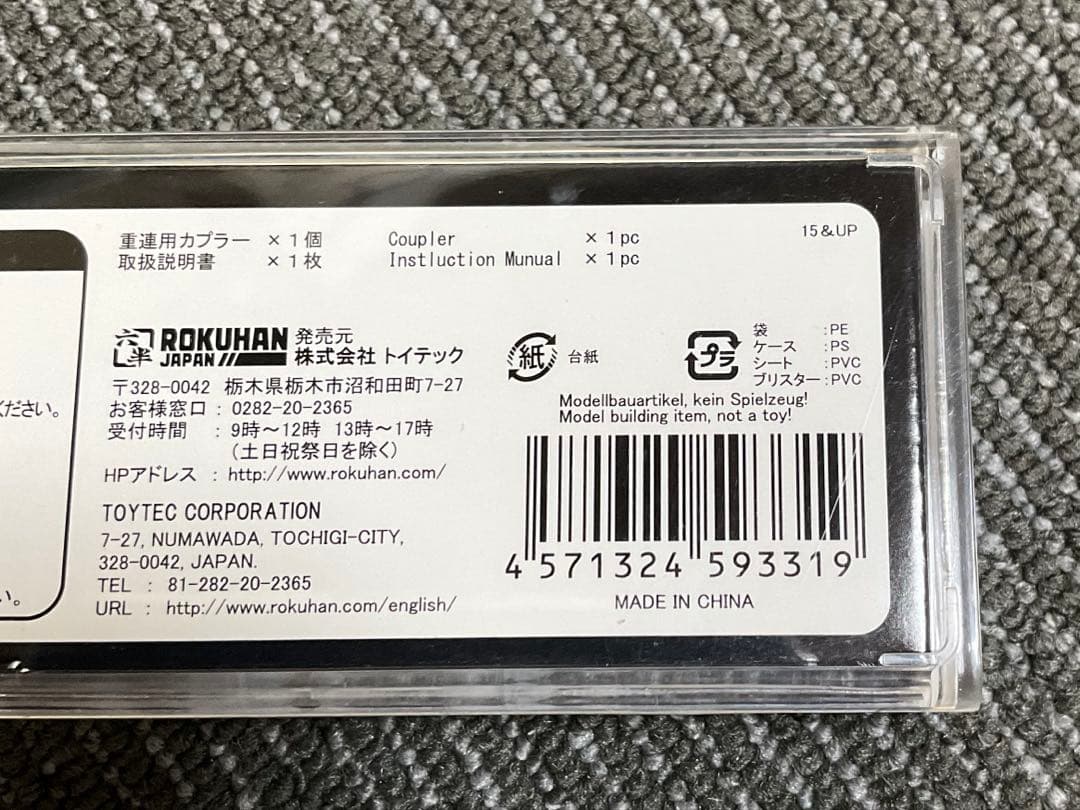 重連用カプラー × 1個 Coupler × 1pc
取扱説明書 × 1枚 Instluction Munual × 1pc
15&UP
ください。
い。
六半 ROKUHAN
JAPAN
発売元
株式会社 トイテック
〒328-0042 栃木県栃木市沼和田町7-27
お客様窓口 : 0282-20-2365
受付時間 : 9時～12時 13時～17時
(土日祝祭日を除く)
HPアドレス : http://www.rokuhan.com/
TOYTEC CORPORATION
7-27, NUMAWADA, TOCHIGI-CITY,
328-0042, JAPAN.
TEL : 81-282-20-2365
URL : http://www.rokuhan.com/english/
紙 台紙
プラ
袋 :PE
ケース :PS
シート :PVC
ブリスター :PVC
Modellbauartikel, kein Spielzeug!
Model building item, not a toy!
4 571324 593319
MADE IN CHINA